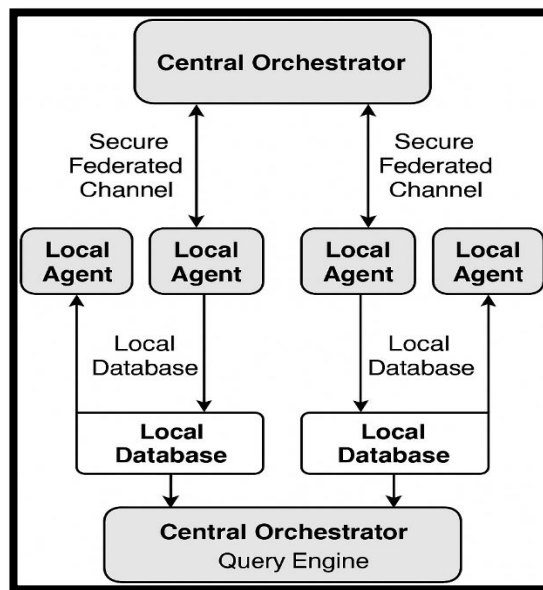 Central Orchestrator
Secure
Federated
Channel
Secure
Federated
Channel
Local
Agent
Local
Agent
Local
Agent
Local
Agent
Local
Database
Local
Database
Local
Database
Local
Database
Central Orchestrator
Query Engine